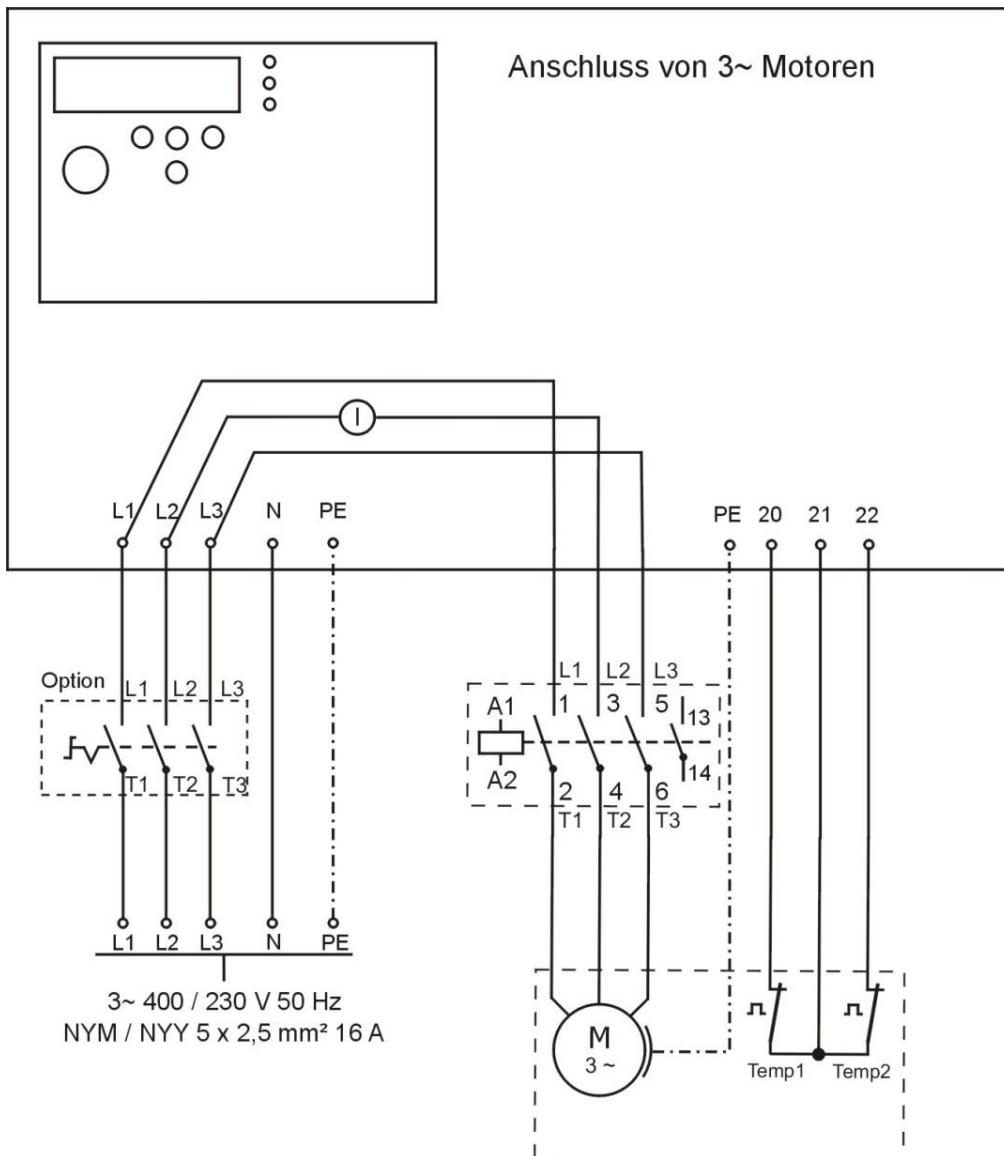 Anschluss von 3~ Motoren
I
L1 L2 L3 N PE
PE 20 21 22
Option
L1 L2 L3
T1 T2 T3
L1 L2 L3
A1 1 3 5 13
A2 2 4 6 14
T1 T2 T3
L1 L2 L3 N PE
3~ 400 / 230 V 50 Hz
NYM / NYY 5 x 2,5 mm² 16 A
M
3 ~
Temp1 Temp2